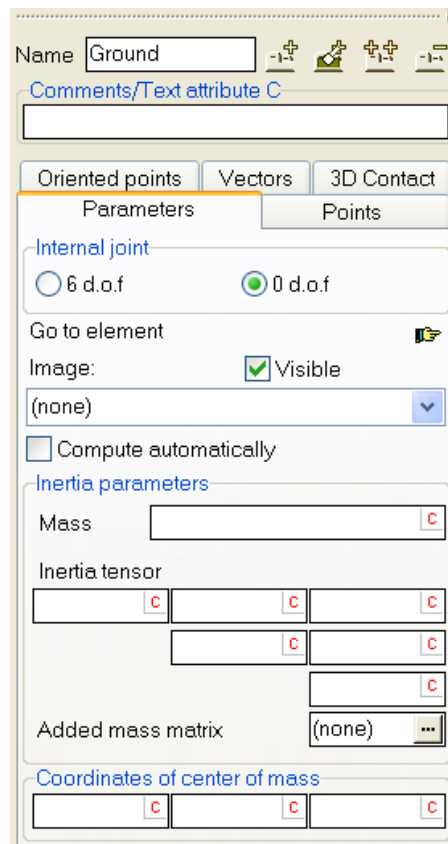 Name Ground
Comments/Text attribute C
Oriented points Vectors 3D Contact
Parameters Points
Internal joint
6 d.o.f 0 d.o.f
Go to element
Image: Visible
(none)
Compute automatically
Inertia parameters
Mass C
Inertia tensor
C C C
C C
C
Added mass matrix (none) ...
Coordinates of center of mass
C C C